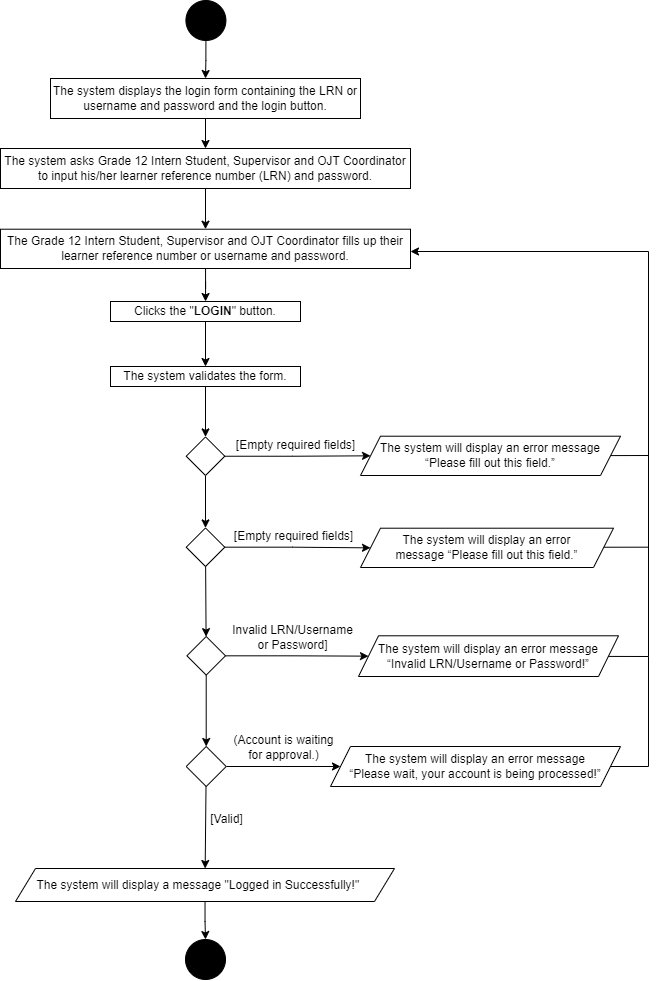 The system displays the login form containing the LRN or
username and password and the login button.
The system asks Grade 12 Intern Student, Supervisor and OJT Coordinator
to input his/her learner reference number (LRN) and password.
The Grade 12 Intern Student, Supervisor and OJT Coordinator fills up their
learner reference number or username and password.
Clicks the "LOGIN" button.
The system validates the form.
[Empty required fields]
The system will display an error message
“Please fill out this field.”
[Empty required fields]
The system will display an error
message “Please fill out this field.”
Invalid LRN/Username
or Password]
The system will display an error message
“Invalid LRN/Username or Password!”
(Account is waiting
for approval.)
The system will display an error message
“Please wait, your account is being processed!”
[Valid]
The system will display a message "Logged in Successfully!"